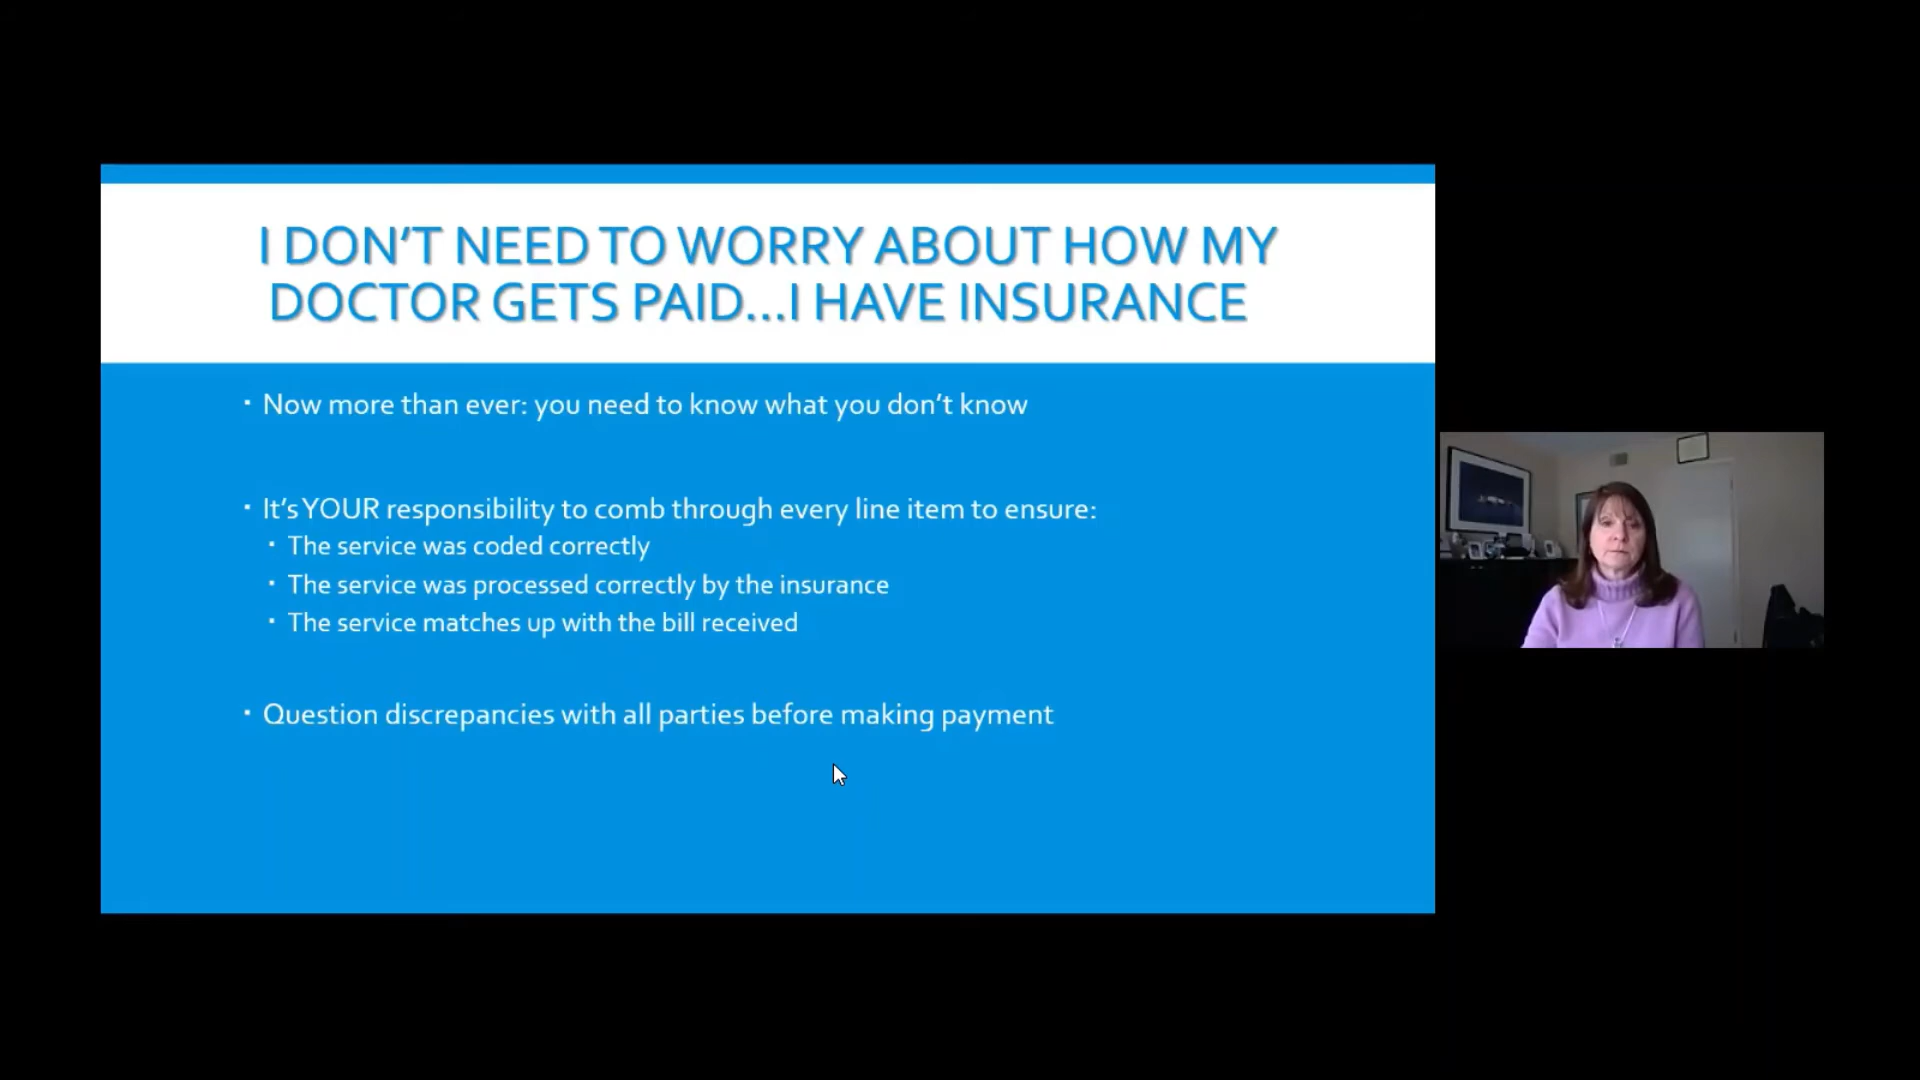 I DON’T NEED TO WORRY ABOUT HOW MY
DOCTOR GETS PAID…I HAVE INSURANCE
▪ Now more than ever: you need to know what you don’t know
▪ It’s YOUR responsibility to comb through every line item to ensure:
▪ The service was coded correctly
▪ The service was processed correctly by the insurance
▪ The service matches up with the bill received
▪ Question discrepancies with all parties before making payment